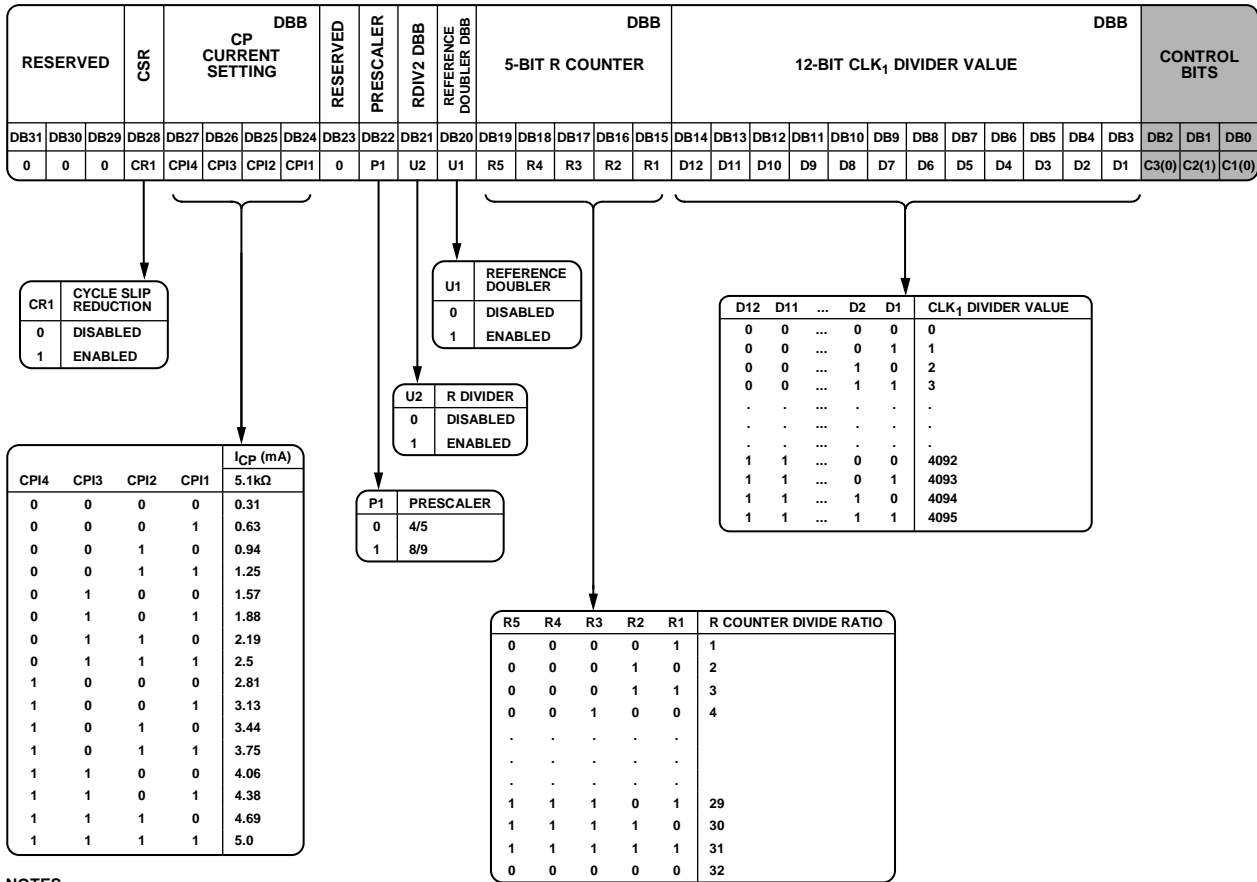 RESERVED CSR CP CURRENT SETTING DBB RESERVED PRESCALER RDIV2 DBB REFERENCE DOUBLER DBB 5-BIT R COUNTER DBB 12-BIT CLK1 DIVIDER VALUE DBB CONTROL BITS
DB31 DB30 DB29 DB28 DB27 DB26 DB25 DB24 DB23 DB22 DB21 DB20 DB19 DB18 DB17 DB16 DB15 DB14 DB13 DB12 DB11 DB10 DB9 DB8 DB7 DB6 DB5 DB4 DB3 DB2 DB1 DB0
0 0 0 CR1 CPI4 CPI3 CPI2 CPI1 0 P1 U2 U1 R5 R4 R3 R2 R1 D12 D11 D10 D9 D8 D7 D6 D5 D4 D3 D2 D1 C3(0) C2(1) C1(0)
CR1 CYCLE SLIP REDUCTION
0 DISABLED
1 ENABLED
U1 REFERENCE DOUBLER
0 DISABLED
1 ENABLED
D12 D11 ... D2 D1 CLK1 DIVIDER VALUE
0 0 ... 0 0 0
0 0 ... 0 1 1
0 0 ... 1 0 2
0 0 ... 1 1 3
. . ... . . .
. . ... . . .
. . ... . . .
1 1 ... 0 0 4092
1 1 ... 0 1 4093
1 1 ... 1 0 4094
1 1 ... 1 1 4095
U2 R DIVIDER
0 DISABLED
1 ENABLED
P1 PRESCALER
0 4/5
1 8/9
ICP (mA)
CPI4 CPI3 CPI2 CPI1 5.1kΩ
0 0 0 0 0.31
0 0 0 1 0.63
0 0 1 0 0.94
0 0 1 1 1.25
0 1 0 0 1.57
0 1 0 1 1.88
0 1 1 0 2.19
0 1 1 1 2.5
1 0 0 0 2.81
1 0 0 1 3.13
1 0 1 0 3.44
1 0 1 1 3.75
1 1 0 0 4.06
1 1 0 1 4.38
1 1 1 0 4.69
1 1 1 1 5.0
R5 R4 R3 R2 R1 R COUNTER DIVIDE RATIO
0 0 0 0 1 1
0 0 0 1 0 2
0 0 0 1 1 3
0 0 1 0 0 4
. . . . .
. . . . .
. . . . .
1 1 1 0 1 29
1 1 1 1 0 30
1 1 1 1 1 31
0 0 0 0 0 32